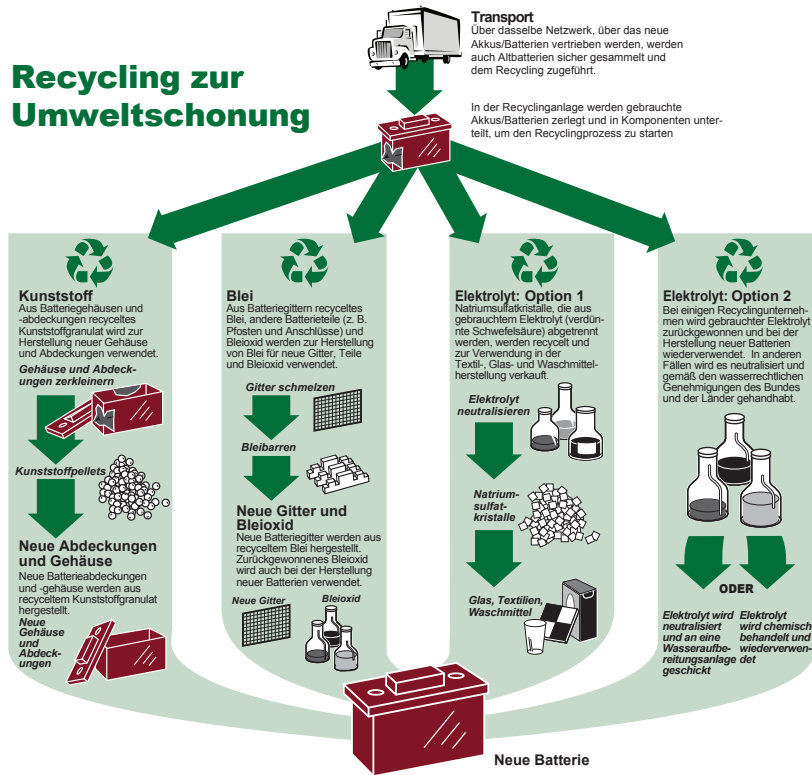 Recycling zur
Umweltschonung
Transport
Über dasselbe Netzwerk, über das neue
Akkus/Batterien vertrieben werden, werden
auch Altbatterien sicher gesammelt und
dem Recycling zugeführt.
In der Recyclinganlage werden gebrauchte
Akkus/Batterien zerlegt und in Komponenten unter-
teilt, um den Recyclingprozess zu starten
Kunststoff
Aus Batteriegehäusen und
-abdeckungen recyceltes
Kunststoffgranulat wird zur
Herstellung neuer Gehäuse
und Abdeckungen verwendet.
Gehäuse und Abdeck-
ungen zerkleinern
Kunststoffpellets
Neue Abdeckungen
und Gehäuse
Neue Batterieabdeckungen
und -gehäuse werden aus
recyceltem Kunststoffgranulat
hergestellt.
Neue
Gehäuse
und
Abdeck-
ungen
Blei
Aus Batteriegittern recyceltes
Blei, andere Batterieteile (z. B.
Pfosten und Anschlüsse) und
Bleioxid werden zur Herstellung
von Blei für neue Gitter, Teile
und Bleioxid verwendet.
Gitter schmelzen
Bleibarren
Neue Gitter und
Bleioxid
Neue Batteriegitter werden aus
recyceltem Blei hergestellt.
Zurückgewonnenes Bleioxid
wird auch bei der Herstellung
neuer Batterien verwendet.
Neue Gitter
Bleioxid
Elektrolyt: Option 1
Natriumsulfatkristalle, die aus
gebrauchtem Elektrolyt (verdünn-
te Schwefelsäure) abgetrennt
werden, werden recycelt und
zur Verwendung in der
Textil-, Glas- und Waschmittel-
herstellung verkauft.
Elektrolyt
neutralisieren
Natrium-
sulfat-
kristalle
Glas, Textilien,
Waschmittel
Elektrolyt: Option 2
Bei einigen Recyclingunterneh-
men wird gebrauchter Elektrolyt
zurückgewonnen und bei der
Herstellung neuer Batterien
wiederverwendet. In anderen
Fällen wird es neutralisiert und
gemäß den wasserrechtlichen
Genehmigungen des Bundes
und der Länder gehandhabt.
ODER
Elektrolyt wird
neutralisiert
und an eine
Wasseraufbe-
reitungsanlage
geschickt
Elektrolyt
wird chemisch
behandelt und
wiederverwen-
det
Neue Batterie